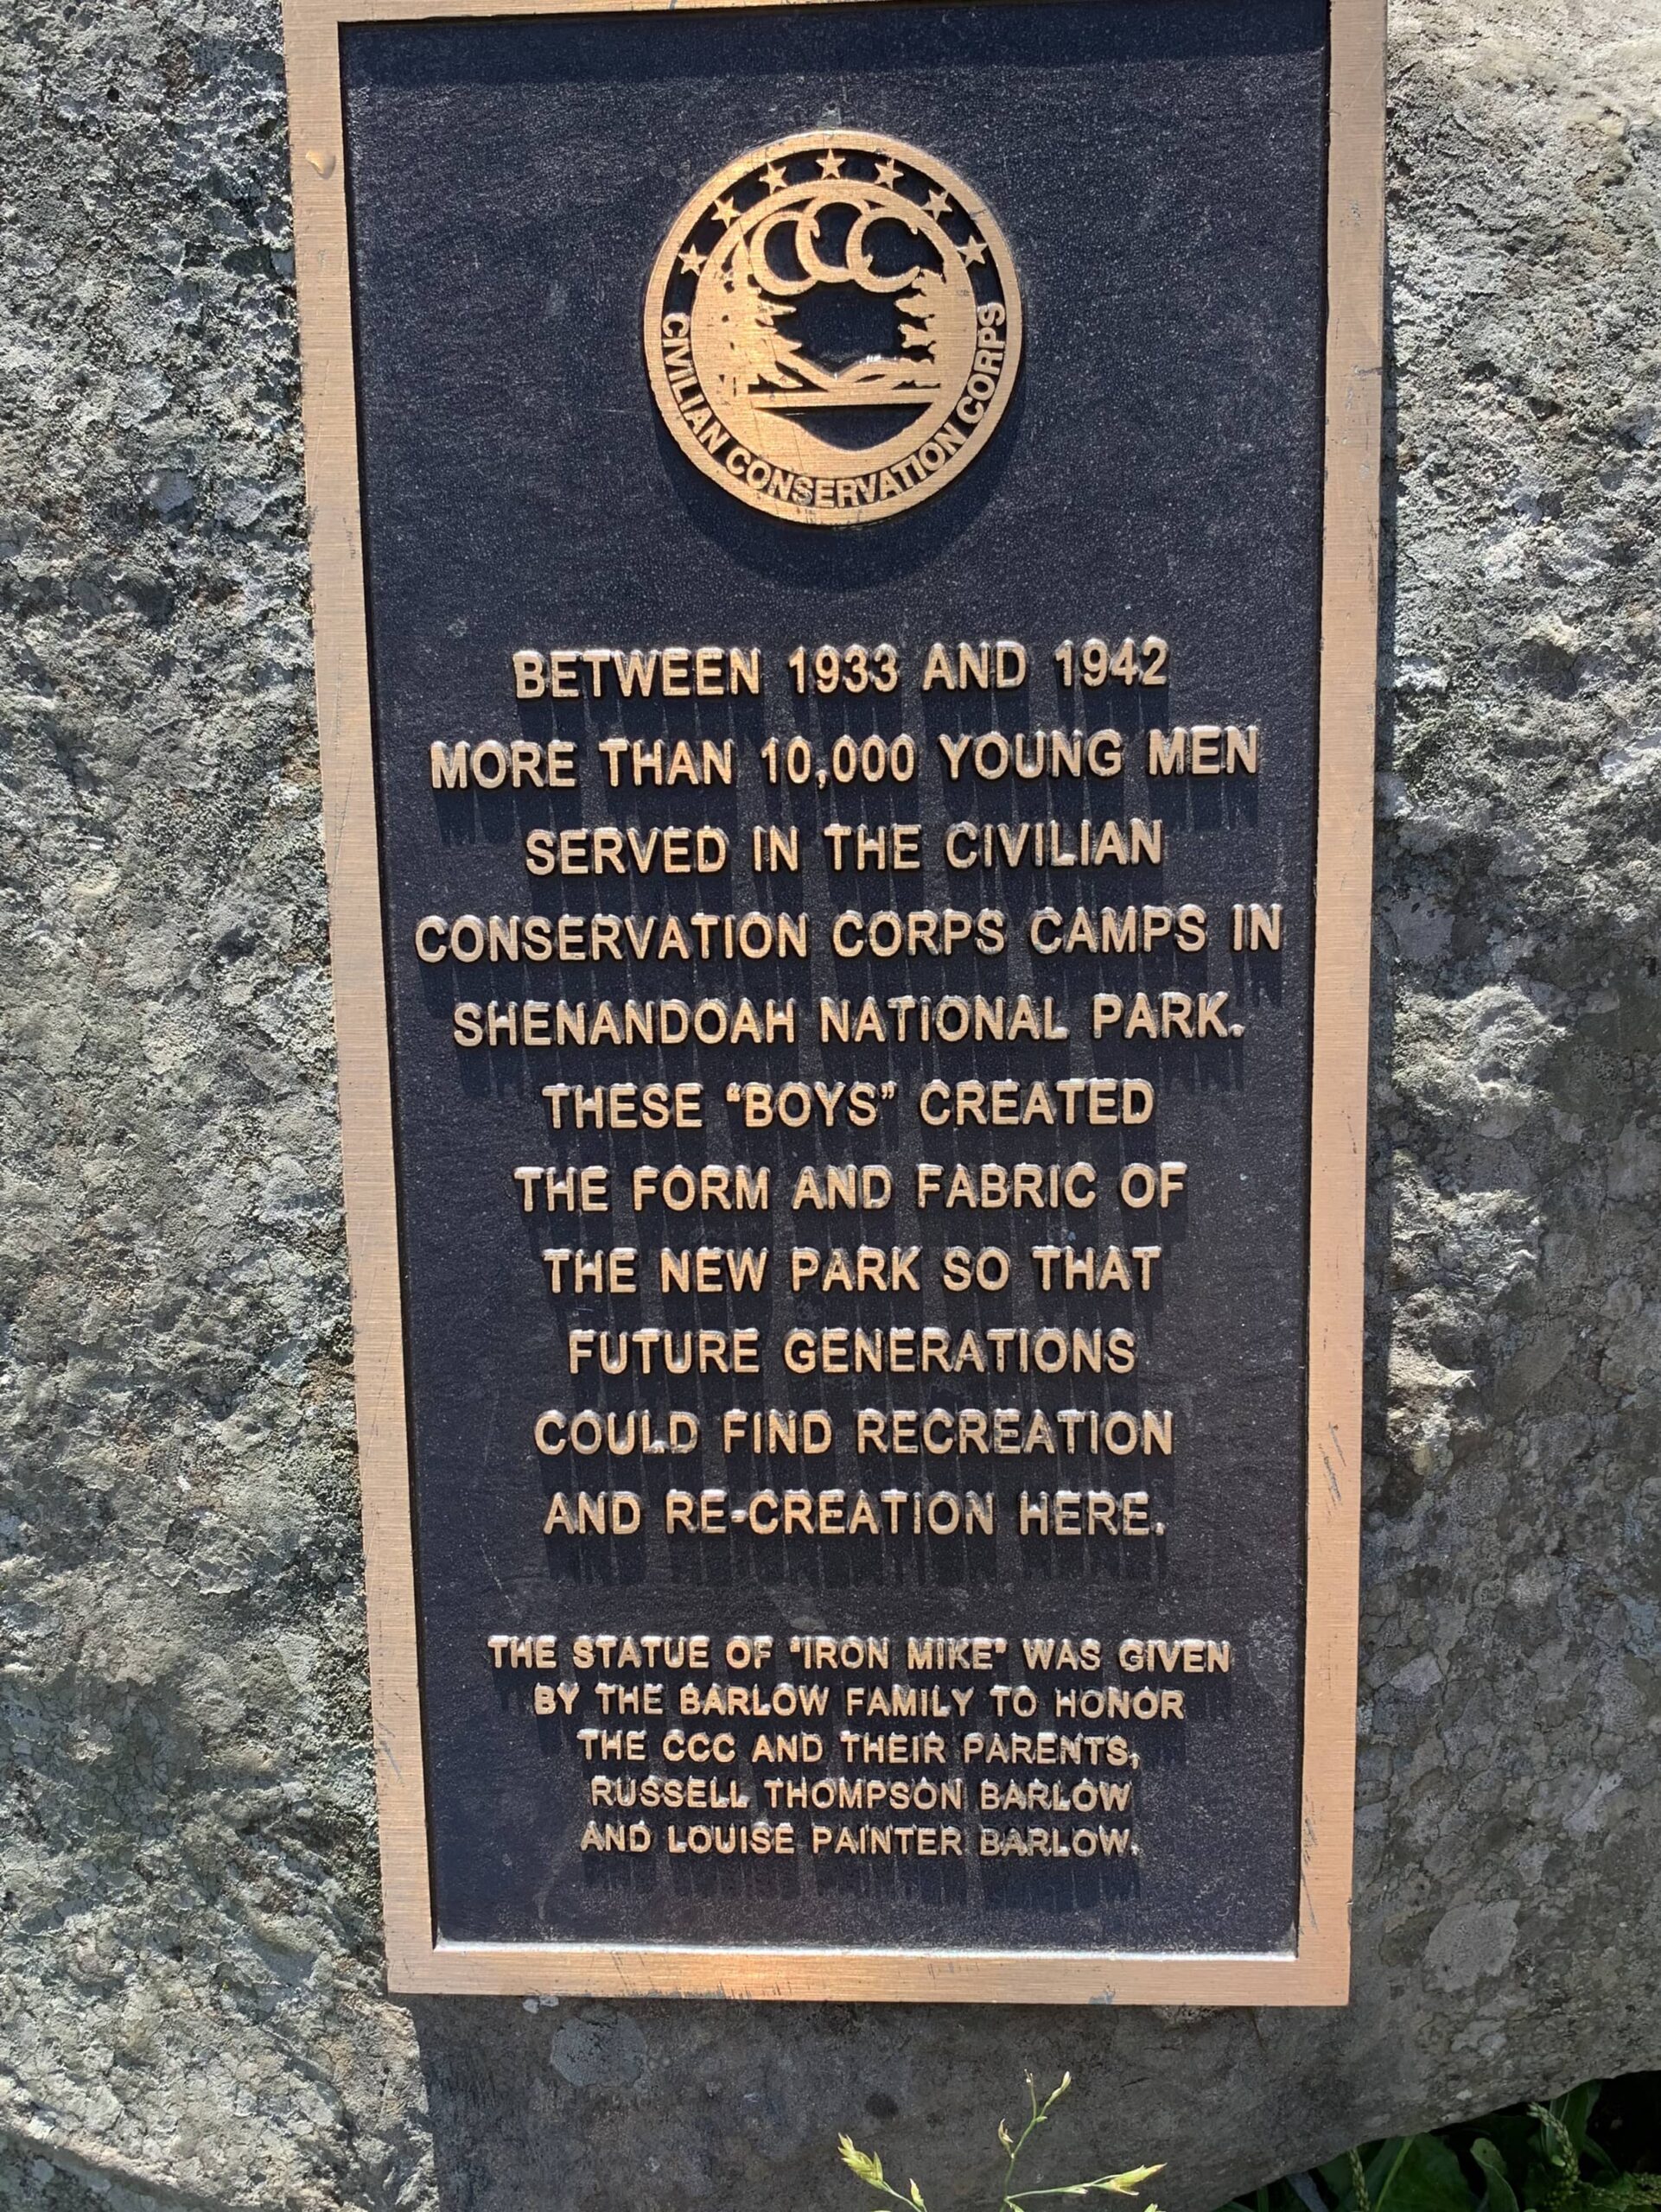 CCC
CIVILIAN CONSERVATION CORPS
BETWEEN 1933 AND 1942
MORE THAN 10,000 YOUNG MEN
SERVED IN THE CIVILIAN
CONSERVATION CORPS CAMPS IN
SHENANDOAH NATIONAL PARK.
THESE "BOYS" CREATED
THE FORM AND FABRIC OF
THE NEW PARK SO THAT
FUTURE GENERATIONS
COULD FIND RECREATION
AND RE-CREATION HERE.
THE STATUE OF "IRON MIKE" WAS GIVEN
BY THE BARLOW FAMILY TO HONOR
THE CCC AND THEIR PARENTS,
RUSSELL THOMPSON BARLOW
AND LOUISE PAINTER BARLOW.